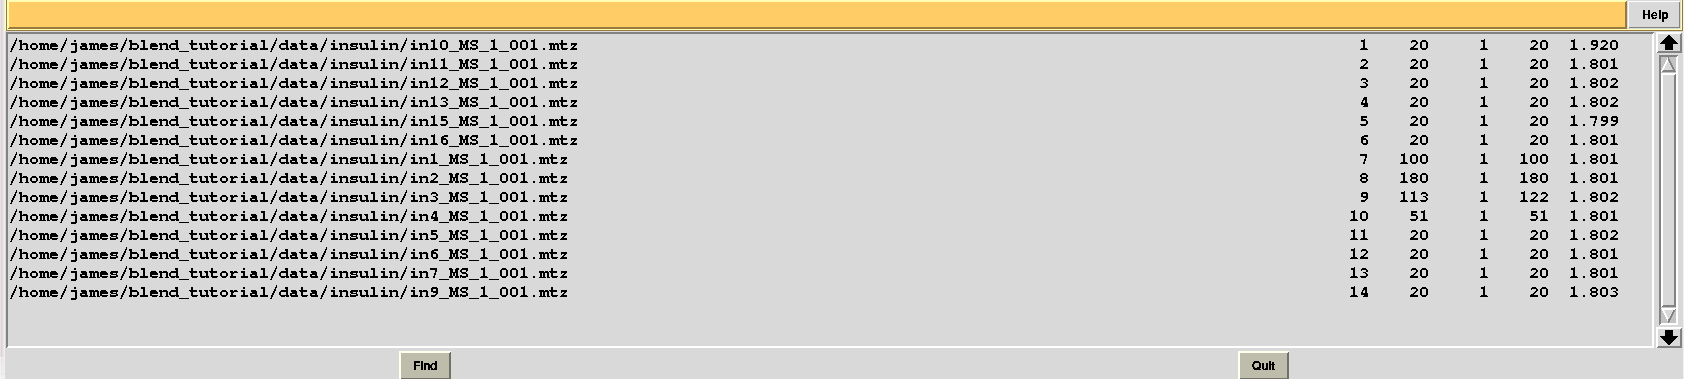 Help
/home/james/blend_tutorial/data/insulin/in10_MS_1_001.mtz 1 20 1 20 1.920
/home/james/blend_tutorial/data/insulin/in11_MS_1_001.mtz 2 20 1 20 1.801
/home/james/blend_tutorial/data/insulin/in12_MS_1_001.mtz 3 20 1 20 1.802
/home/james/blend_tutorial/data/insulin/in13_MS_1_001.mtz 4 20 1 20 1.802
/home/james/blend_tutorial/data/insulin/in15_MS_1_001.mtz 5 20 1 20 1.799
/home/james/blend_tutorial/data/insulin/in16_MS_1_001.mtz 6 20 1 20 1.801
/home/james/blend_tutorial/data/insulin/in1_MS_1_001.mtz 7 100 1 100 1.801
/home/james/blend_tutorial/data/insulin/in2_MS_1_001.mtz 8 180 1 180 1.801
/home/james/blend_tutorial/data/insulin/in3_MS_1_001.mtz 9 113 1 122 1.802
/home/james/blend_tutorial/data/insulin/in4_MS_1_001.mtz 10 51 1 51 1.801
/home/james/blend_tutorial/data/insulin/in5_MS_1_001.mtz 11 20 1 20 1.802
/home/james/blend_tutorial/data/insulin/in6_MS_1_001.mtz 12 20 1 20 1.801
/home/james/blend_tutorial/data/insulin/in7_MS_1_001.mtz 13 20 1 20 1.801
/home/james/blend_tutorial/data/insulin/in9_MS_1_001.mtz 14 20 1 20 1.803
Find Quit